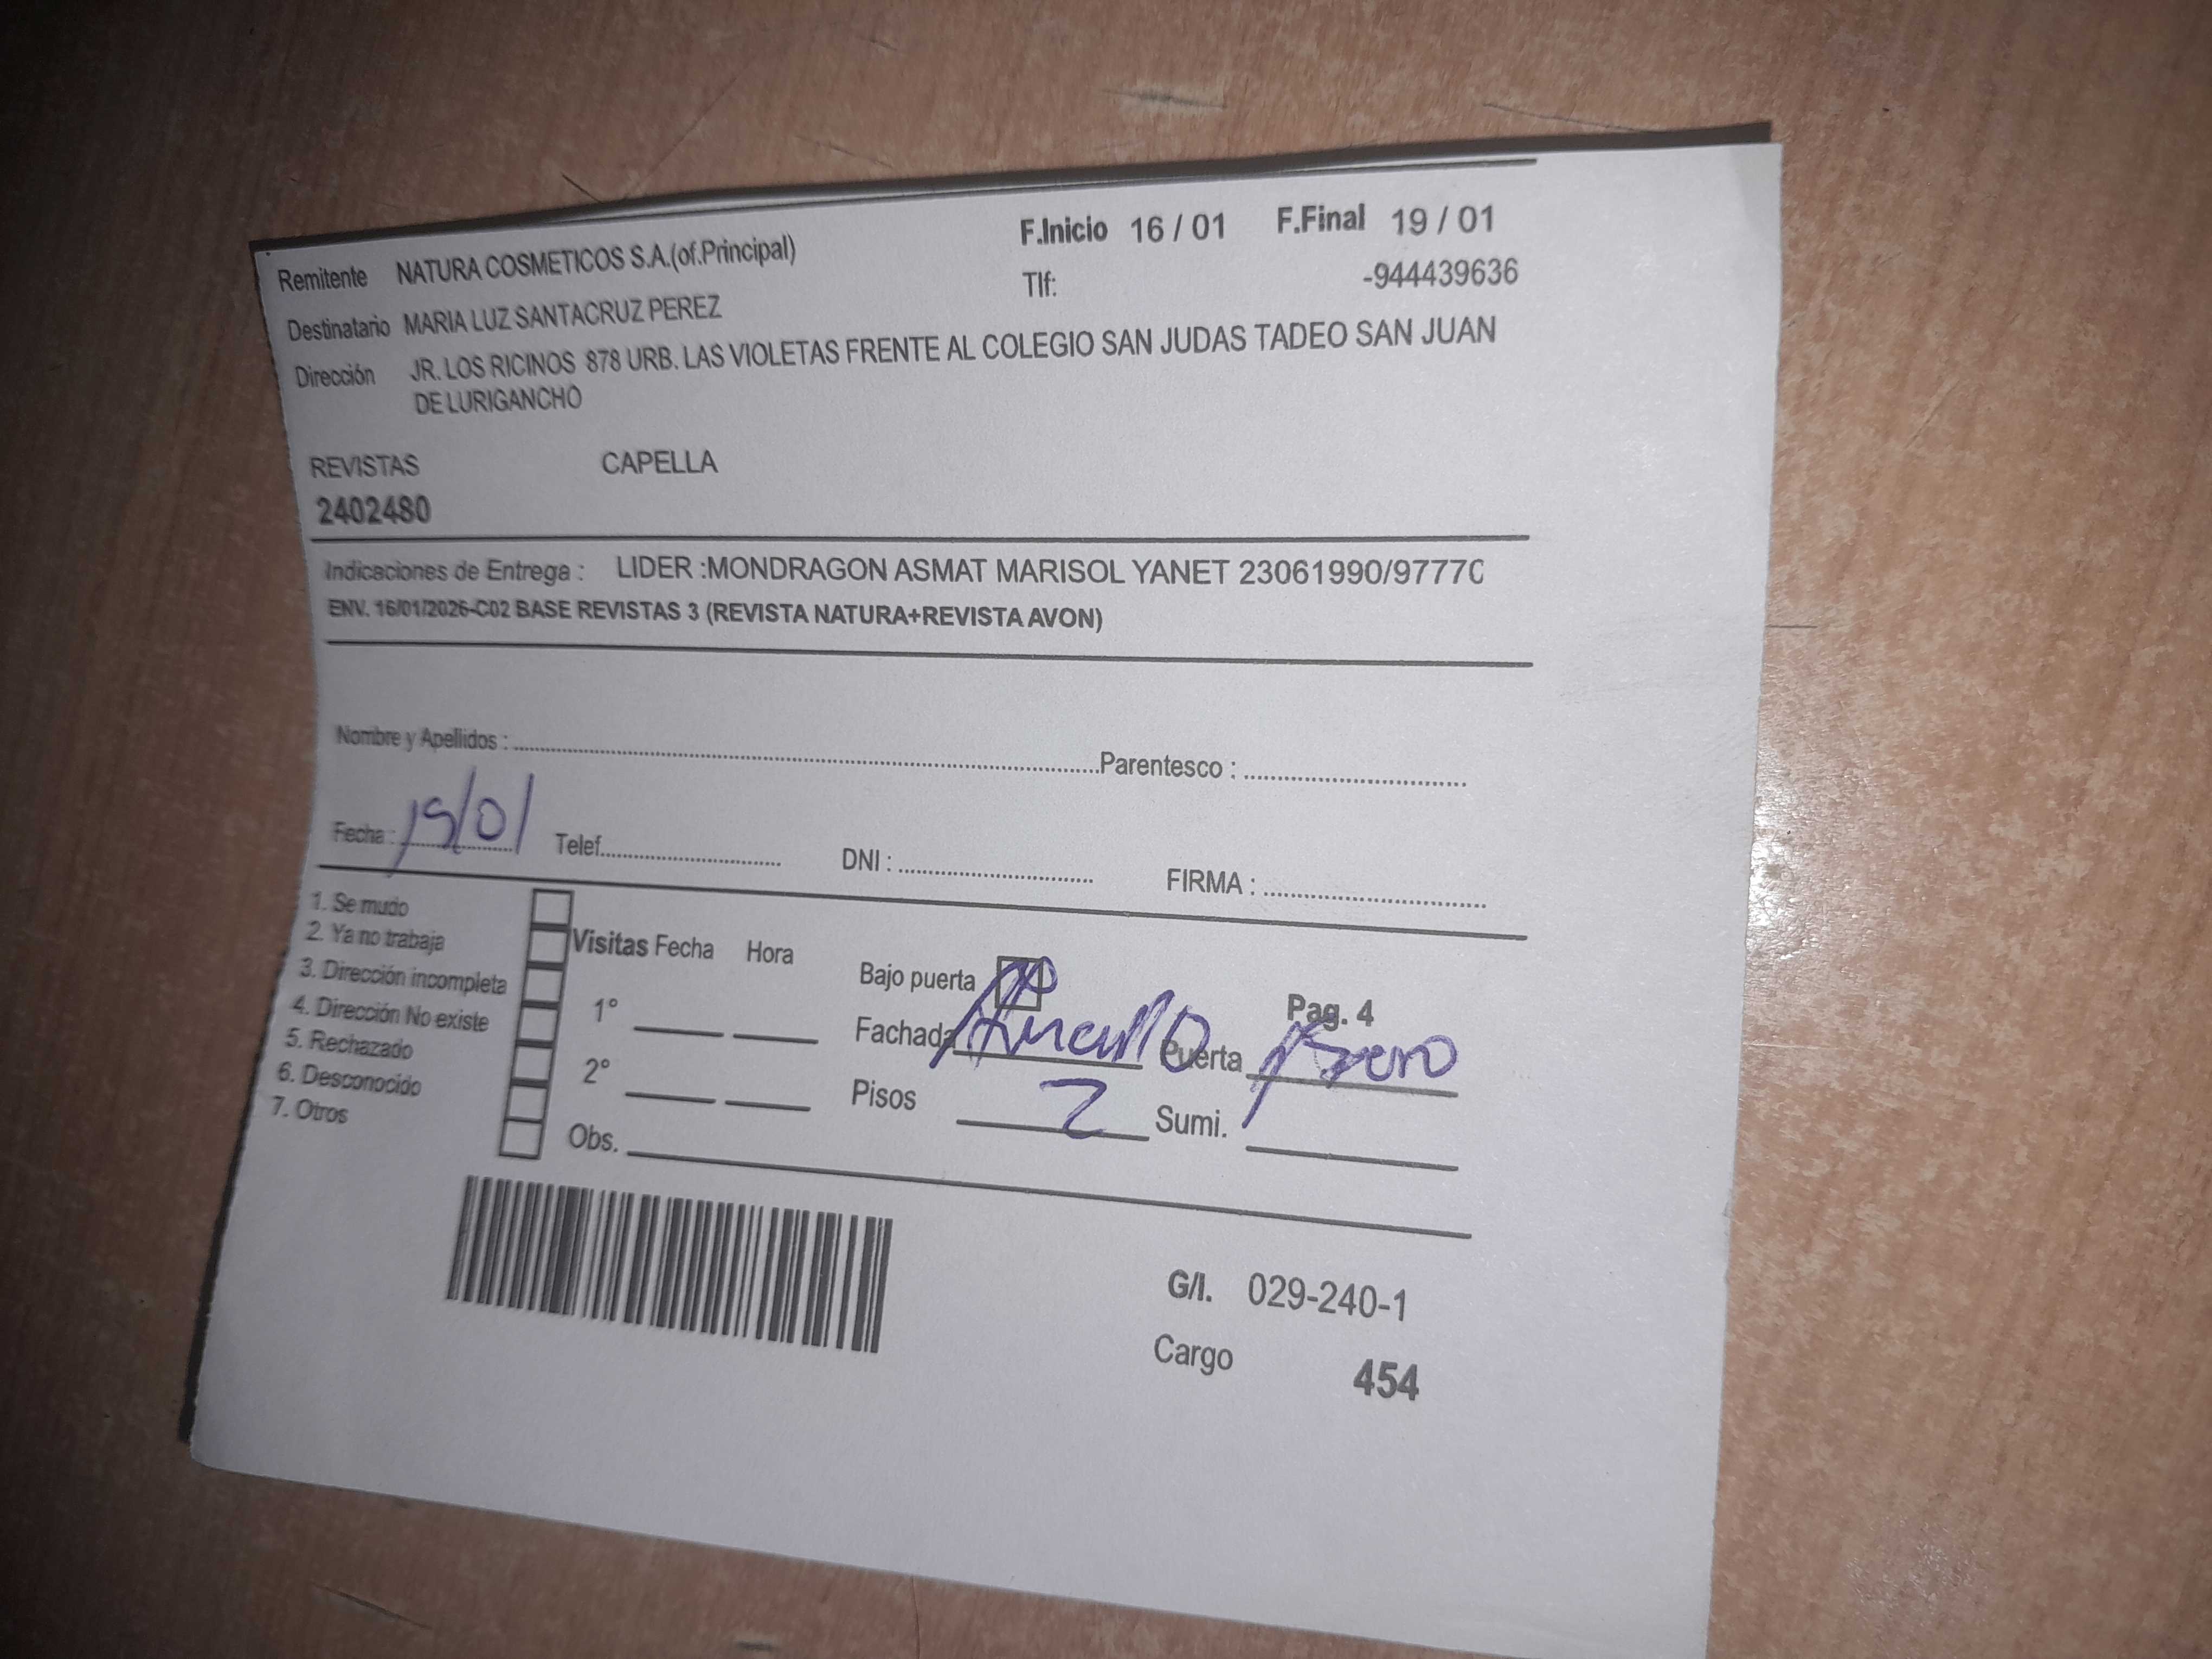 Remitente NATURA COSMETICOS S.A.(of.Principal) F.Inicio 16 / 01 F.Final 19 / 01
Destinatario MARIA LUZ SANTACRUZ PEREZ Tlf: -944439636
Dirección JR. LOS RICINOS 878 URB. LAS VIOLETAS FRENTE AL COLEGIO SAN JUDAS TADEO SAN JUAN
DE LURIGANCHO
REVISTAS CAPELLA
2402480
Indicaciones de Entrega : LIDER :MONDRAGON ASMAT MARISOL YANET 23061990/9777
ENV. 16/01/2026-C02 BASE REVISTAS 3 (REVISTA NATURA+REVISTA AVON)
Nombre y Apellidos : Parentesco :
Fecha : 19/01 Telef. DNI : FIRMA :
1. Se mudo
2. Ya no trabaja
3. Dirección incompleta
4. Dirección No existe
5. Rechazado
6. Desconocido
7. Otros
Visitas Fecha Hora
1°
2°
Obs.
Bajo puerta Pag. 4
Fachada Puerta
Pisos 2 Sumi.
G/I. 029-240-1
Cargo 454